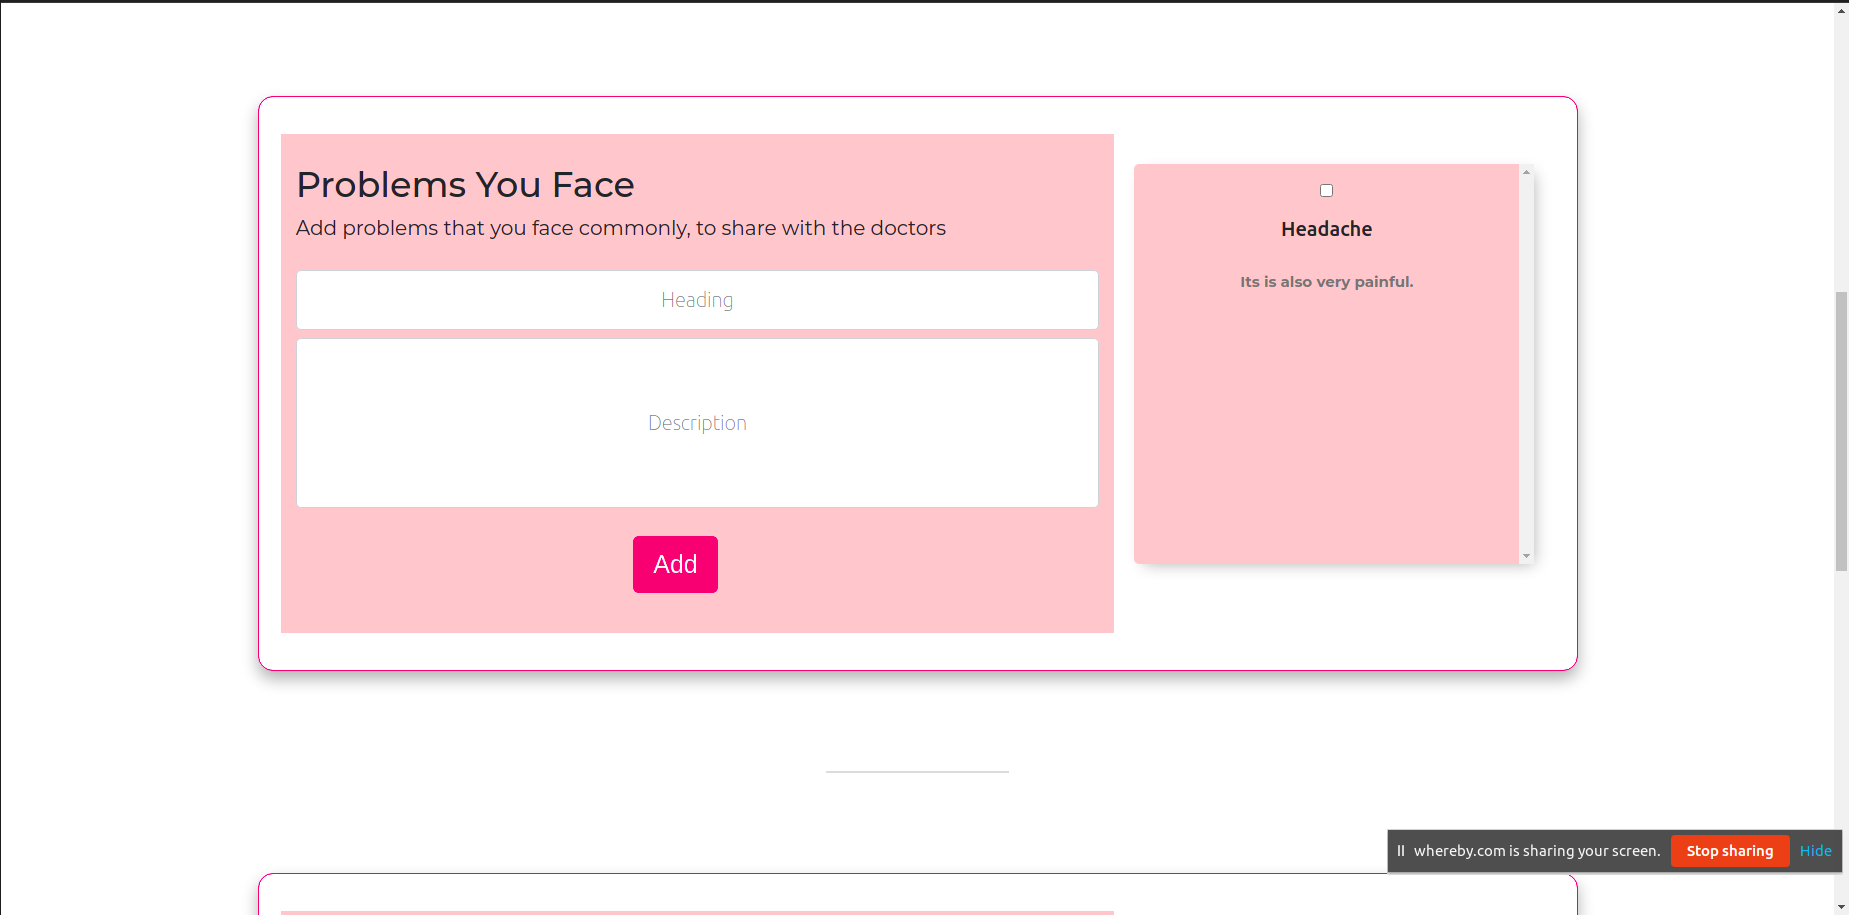 Problems You Face
Add problems that you face commonly, to share with the doctors
Heading
Description
Add
Headache
Its is also very painful.
whereby.com is sharing your screen.
Stop sharing
Hide